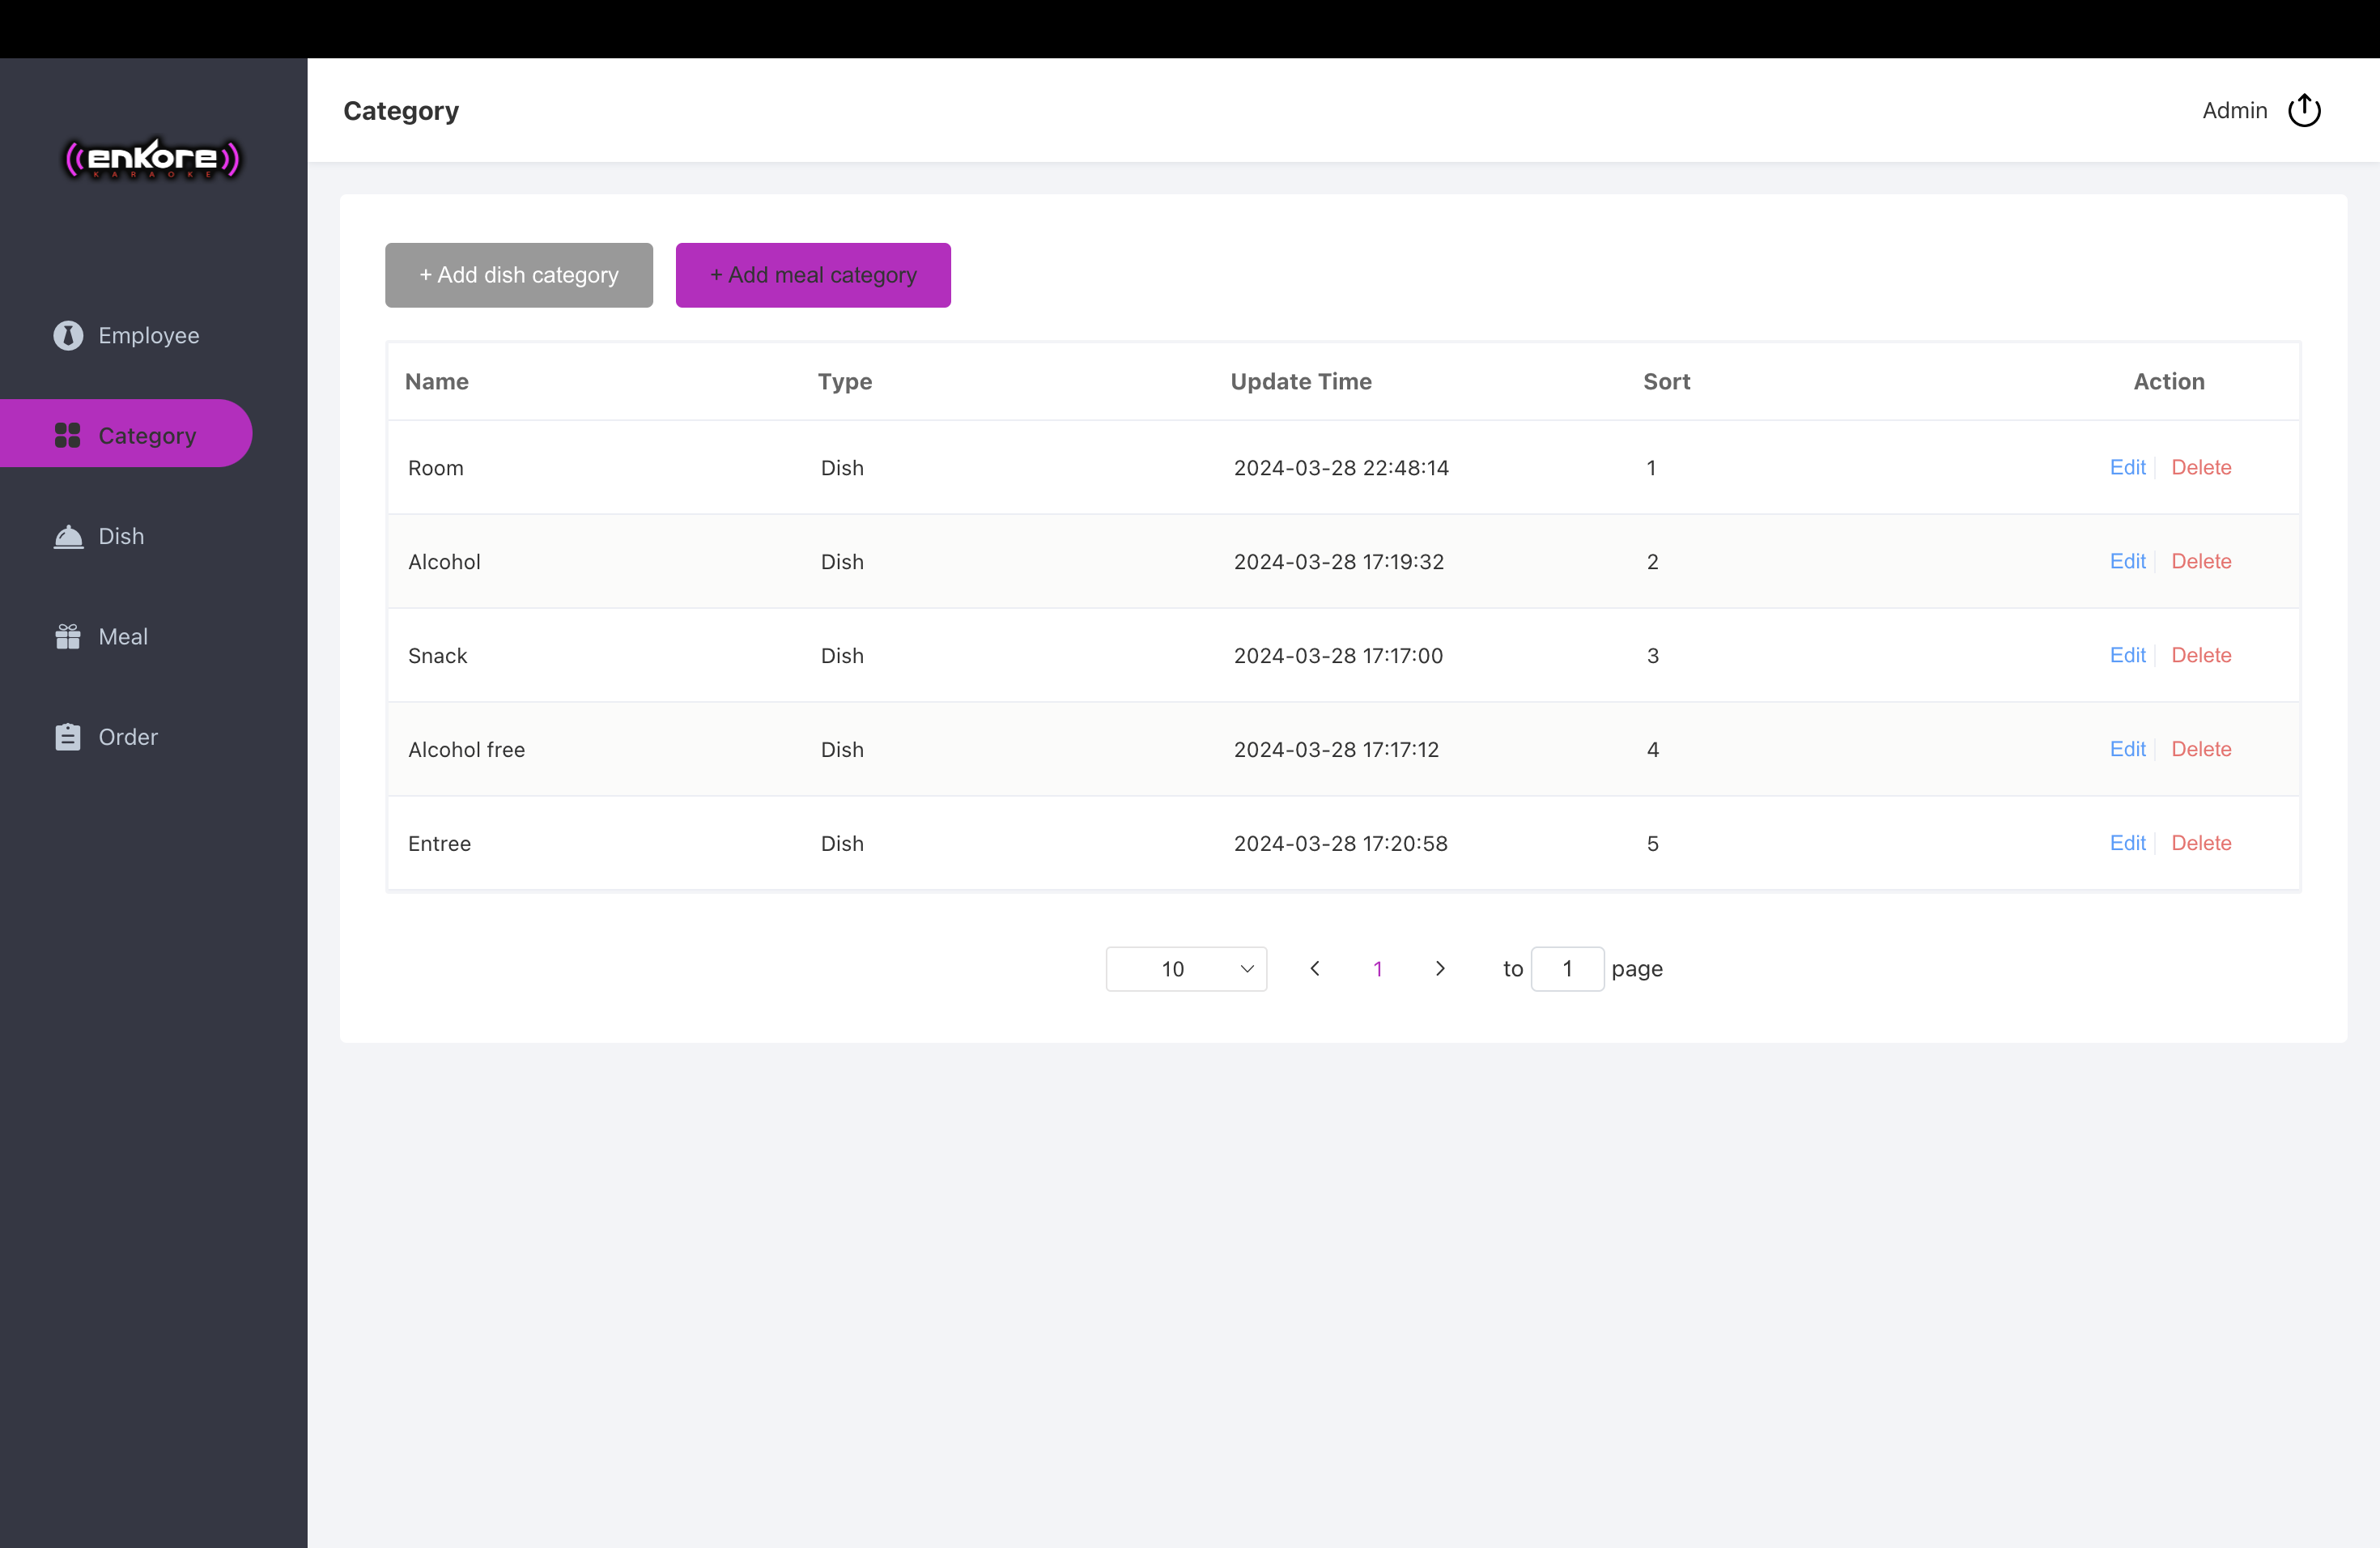 enKore
KARAOKE
Category
Admin
Employee
Category
Dish
Meal
Order
+ Add dish category
+ Add meal category
Name Type Update Time Sort Action
Room Dish 2024-03-28 22:48:14 1 Edit Delete
Alcohol Dish 2024-03-28 17:19:32 2 Edit Delete
Snack Dish 2024-03-28 17:17:00 3 Edit Delete
Alcohol free Dish 2024-03-28 17:17:12 4 Edit Delete
Entree Dish 2024-03-28 17:20:58 5 Edit Delete
10 1 to 1 page